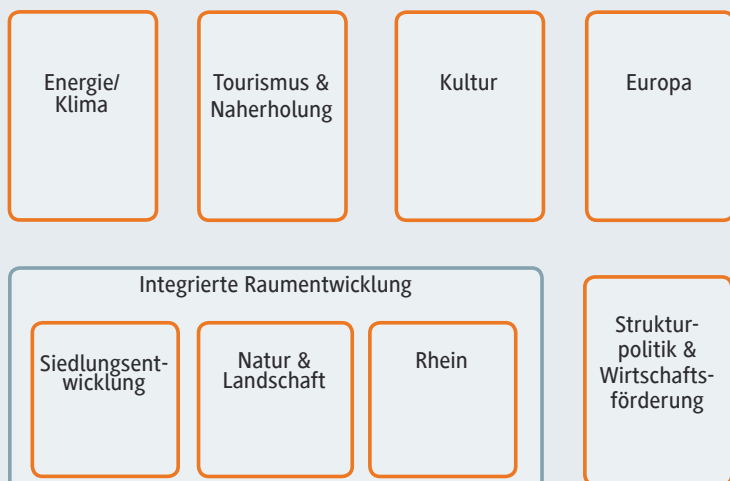 Energie/
Klima
Tourismus &
Naherholung
Kultur
Europa
Integrierte Raumentwicklung
Siedlungsent-
wicklung
Natur &
Landschaft
Rhein
Struktur-
politik &
Wirtschafts-
förderung